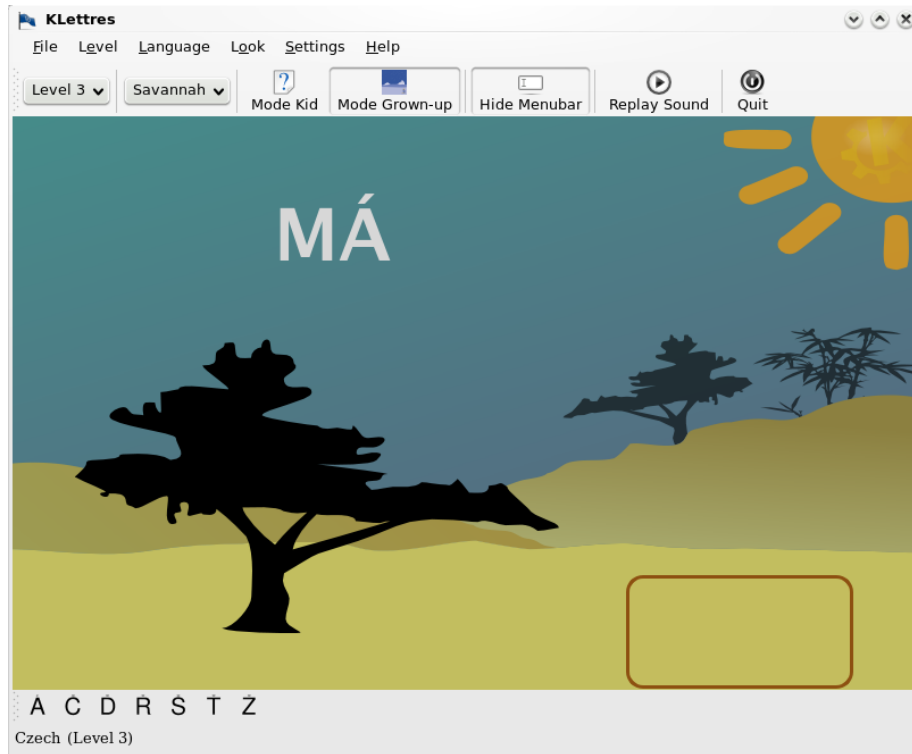 KLettres
File Level Language Look Settings Help
Level 3 Savannah Mode Kid Mode Grown-up Hide Menubar Replay Sound Quit
MÁ
Á Č Ď Ř Š Ť Ž
Czech (Level 3)